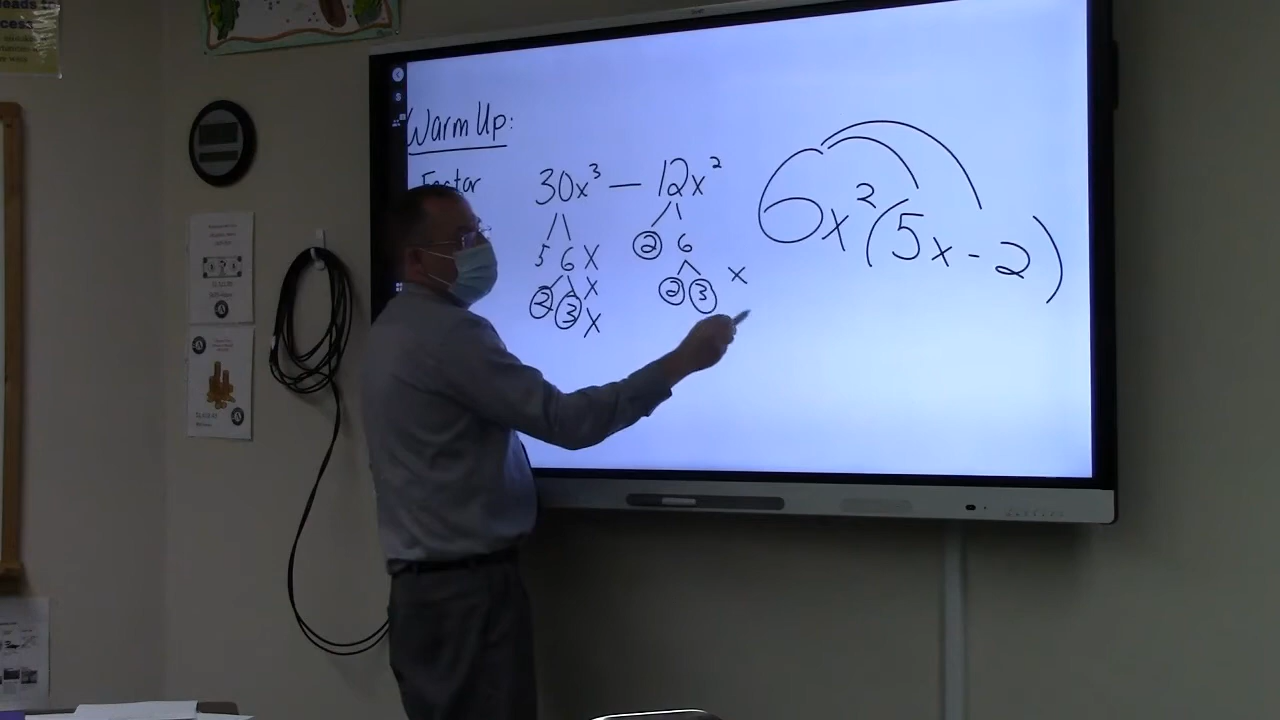 Warm Up:
Factor
30x³ — 12x²
5 6 x
2 3 x
x
2 6
2 3 x
6x²(5x - 2)